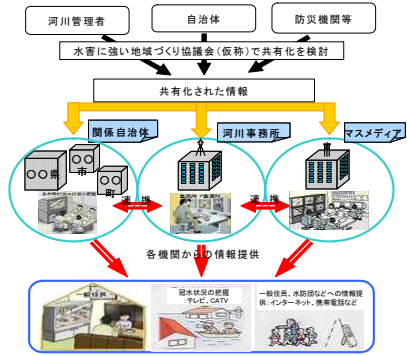 河川管理者
自治体
防災機関等
水害に強い地域づくり協議会（仮称）で共有化を検討
共有化された情報
関係自治体
河川事務所
マスメディア
〇〇県
市
〇〇町
連 携
連 携
各機関からの情報提供
一般住民
冠水状況の把握
：テレビ、CATV
一般住民、水防団などへの情報提
供：インターネット、携帯電話など